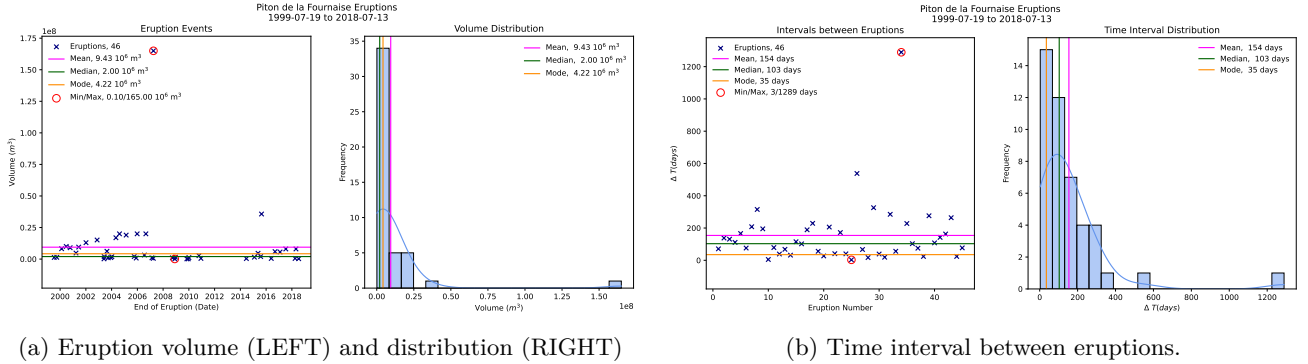 Piton de la Fournaise Eruptions
1999-07-19 to 2018-07-13
Eruption Events
1e8
Volume (m³)
1.75
1.50
1.25
1.00
0.75
0.50
0.25
0.00
Eruptions, 46
Mean, 9.43 10⁶ m³
Median, 2.00 10⁶ m³
Mode, 4.22 10⁶ m³
Min/Max, 0.10/165.00 10⁶ m³
2000 2002 2004 2006 2008 2010 2012 2014 2016 2018
End of Eruption (Date)
Volume Distribution
Frequency
35
30
25
20
15
10
5
0
Mean, 9.43 10⁶ m³
Median, 2.00 10⁶ m³
Mode, 4.22 10⁶ m³
0.0 0.5 1.0 1.5
1e8
Volume (m³)
(a) Eruption volume (LEFT) and distribution (RIGHT)
Piton de la Fournaise Eruptions
1999-07-19 to 2018-07-13
Intervals between Eruptions
Δ T(days)
1200
1000
800
600
400
200
0
Eruptions, 46
Mean, 154 days
Median, 103 days
Mode, 35 days
Min/Max, 3/1289 days
0 10 20 30 40
Eruption Number
Time Interval Distribution
Frequency
14
12
10
8
6
4
2
0
Mean, 154 days
Median, 103 days
Mode, 35 days
0 200 400 600 800 1000 1200
Δ T(days)
(b) Time interval between eruptions.